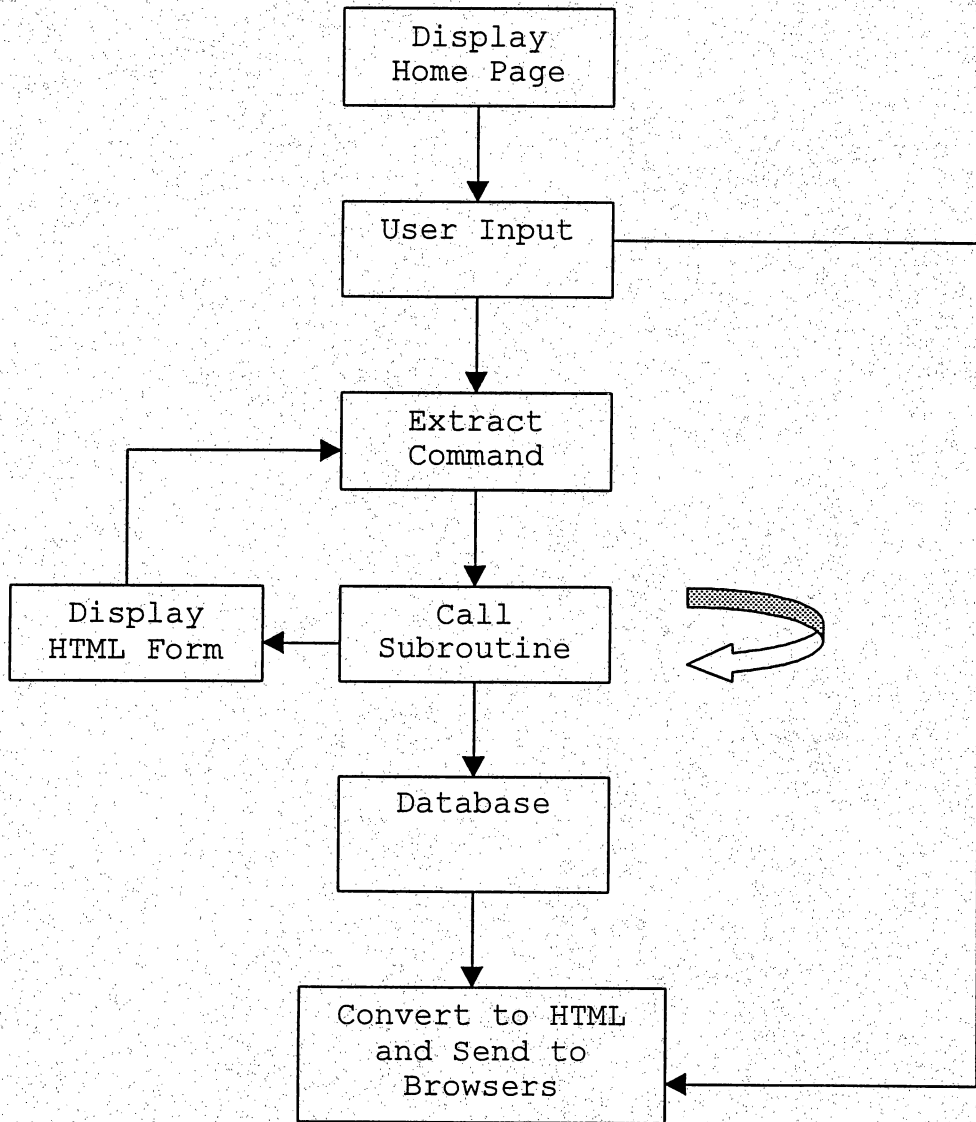 Display
Home Page
User Input
Extract
Command
Display
HTML Form
Call
Subroutine
Database
Convert to HTML
and Send to
Browsers